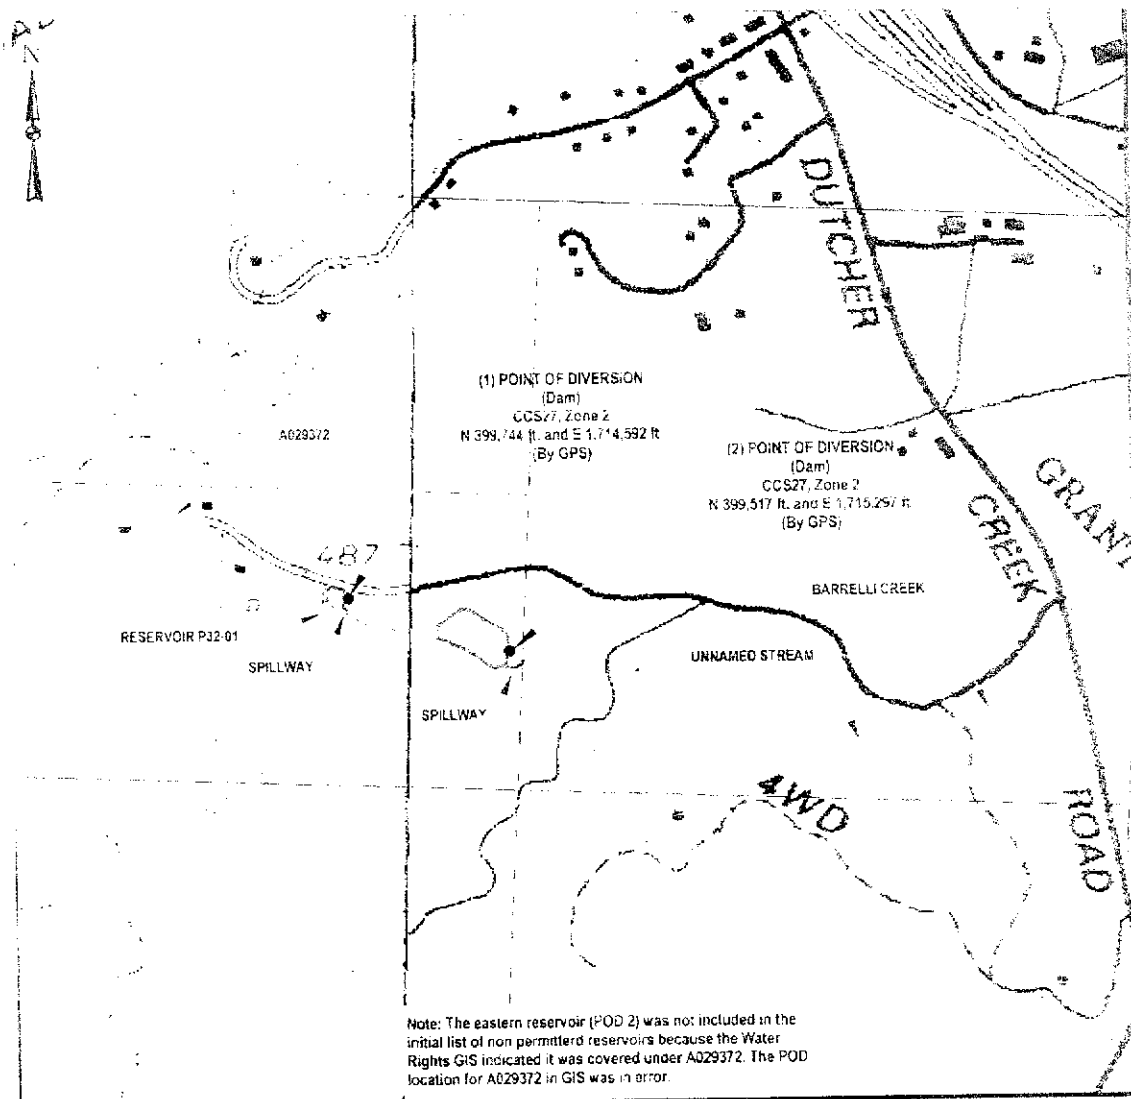 N
DUTCHER
(1) POINT OF DIVERSION
(Dam)
CCS27, Zone 2
N 399,744 ft. and E 1,714,592 ft
(By GPS)
A029372
(2) POINT OF DIVERSION
(Dam)
CCS27, Zone 2
N 399,517 ft. and E 1,715,297 ft
(By GPS)
GRANT
CREEK
487
BARRELLI CREEK
RESERVOIR P32-01
SPILLWAY
UNNAMED STREAM
SPILLWAY
4WD
ROAD
Note: The eastern reservoir (POD 2) was not included in the
initial list of non permitterd reservoirs because the Water
Rights GIS indicated it was covered under A029372. The POD
location for A029372 in GIS was in error.